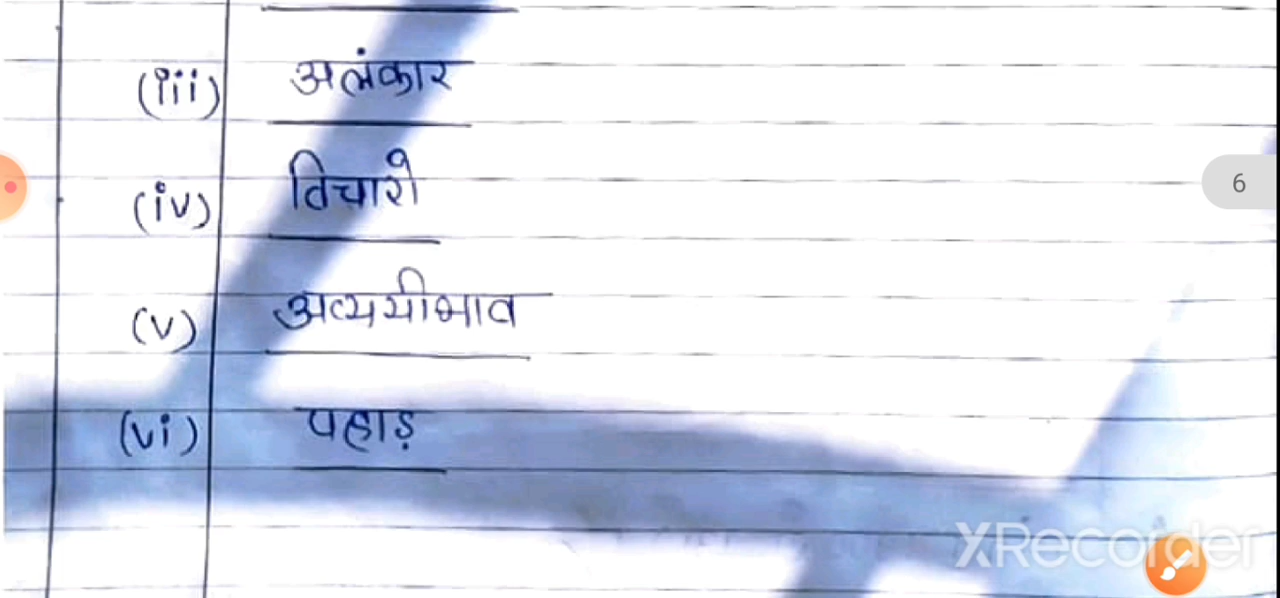 (iii) अलंकार
(iv) विचारो
6
(v) अव्ययीभाव
(vi) पहाड़
XRecorder